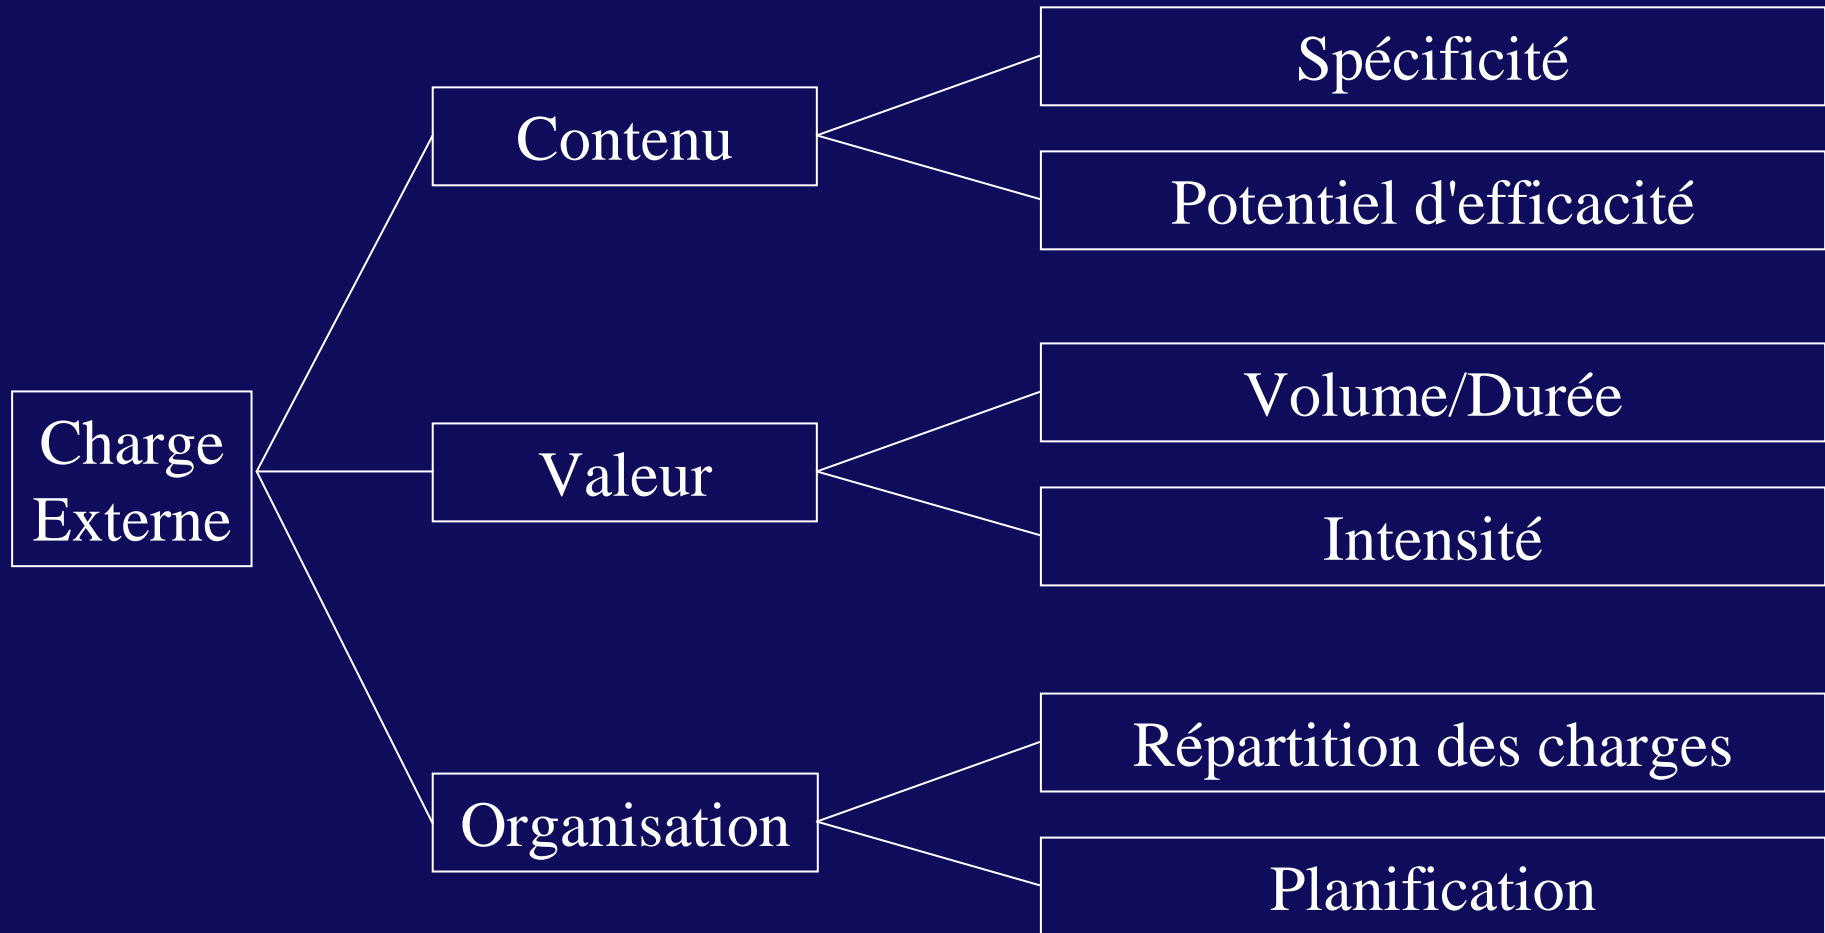 Spécificité
Contenu
Potentiel d'efficacité
Volume/Durée
Charge
Externe
Valeur
Intensité
Répartition des charges
Organisation
Planification